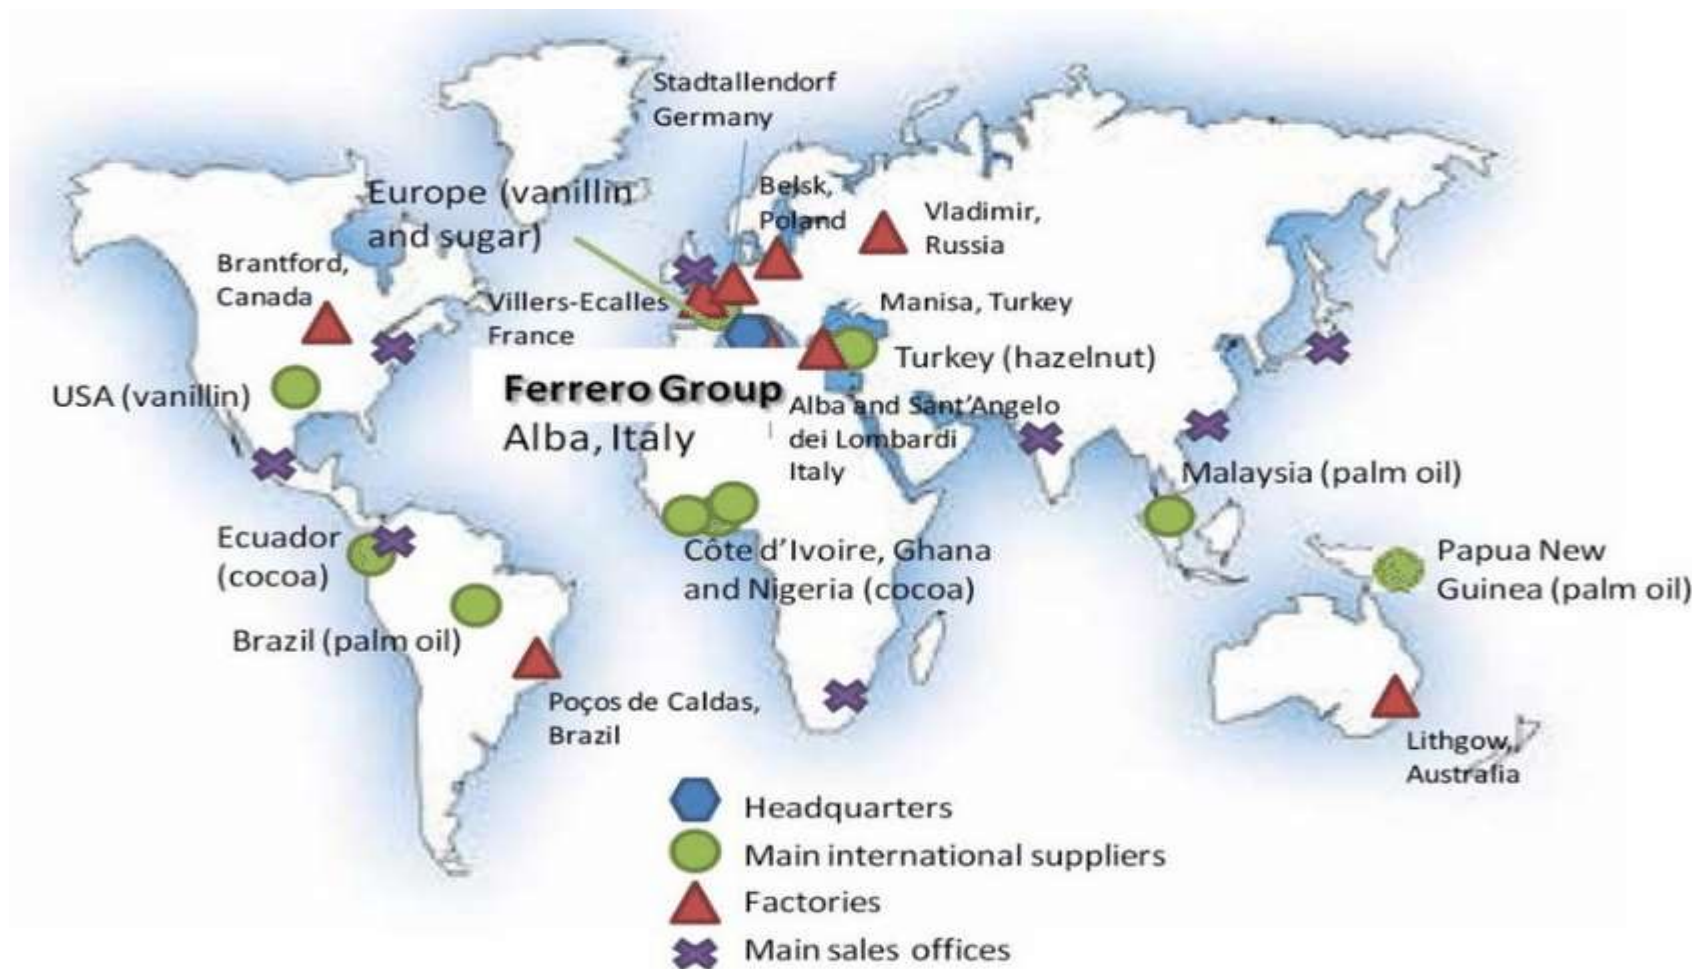 Stadtallendorf
Germany
Europe (vanillin
and sugar)
Belsk,
Poland
Vladimir,
Russia
Brantford,
Canada
Villers-Ecalles
France
Manisa, Turkey
Turkey (hazelnut)
USA (vanillin)
Ferrero Group
Alba, Italy
Alba and Sant'Angelo
dei Lombardi
Italy
Malaysia (palm oil)
Ecuador
(cocoa)
Côte d'Ivoire, Ghana
and Nigeria (cocoa)
Papua New
Guinea (palm oil)
Brazil (palm oil)
Poços de Caldas,
Brazil
Lithgow,
Australia
Headquarters
Main international suppliers
Factories
Main sales offices